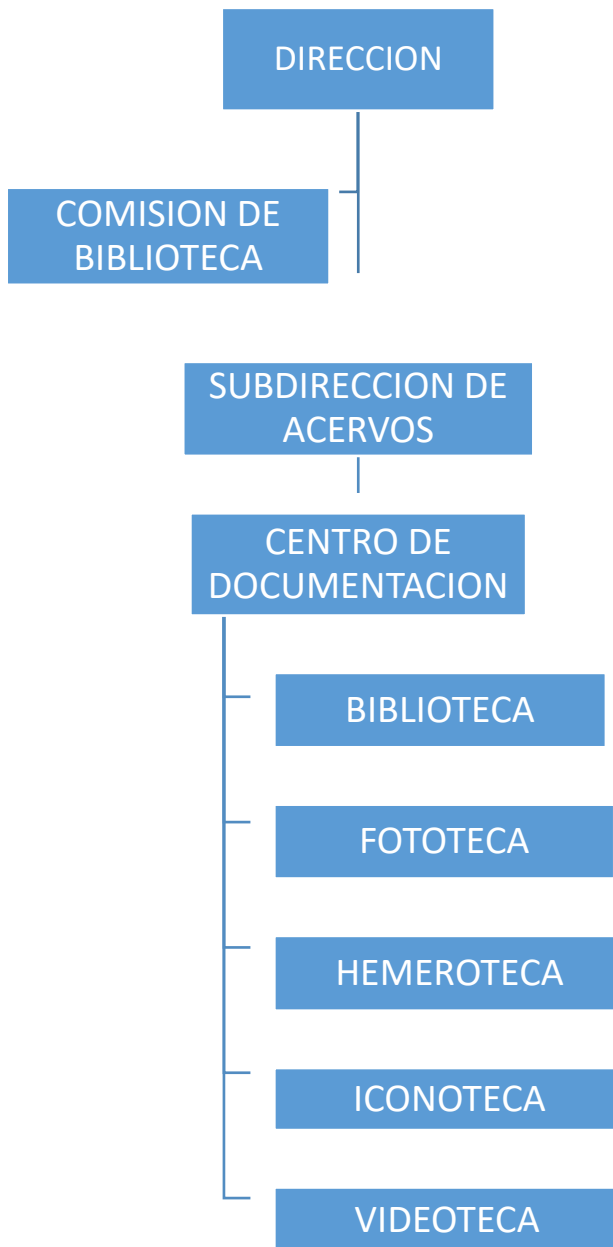 DIRECCION
COMISION DE
BIBLIOTECA
SUBDIRECCION DE
ACERVOS
CENTRO DE
DOCUMENTACION
BIBLIOTECA
FOTOTECA
HEMEROTECA
ICONOTECA
VIDEOTECA